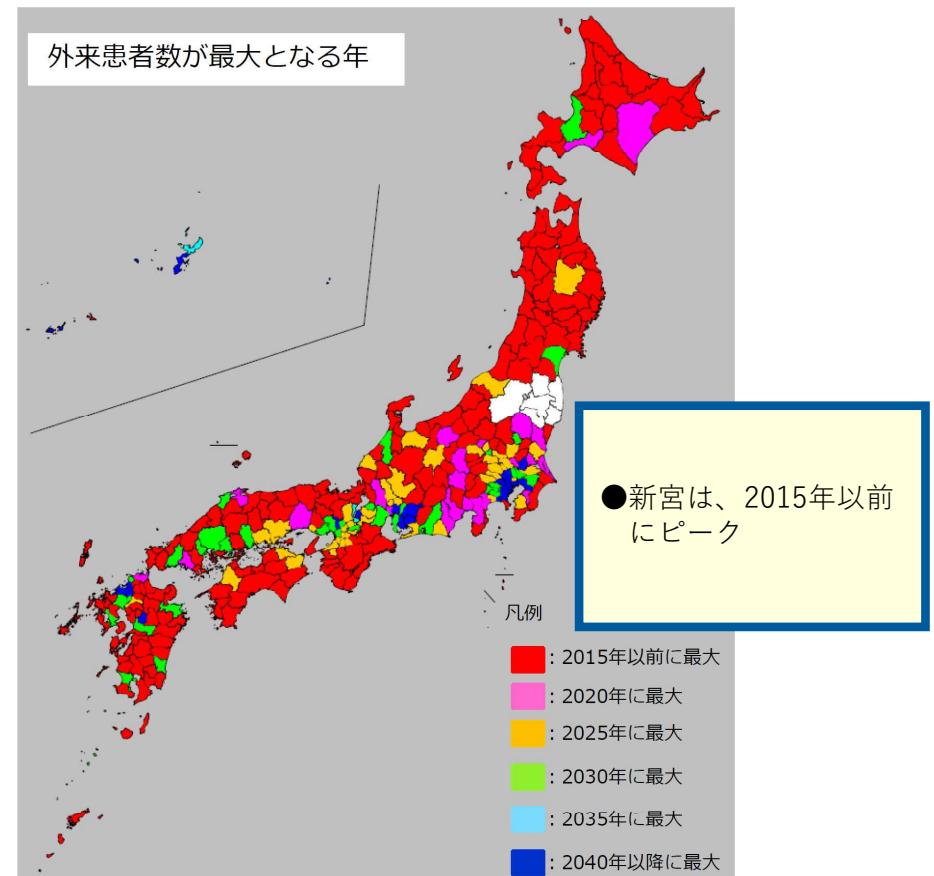 外来患者数が最大となる年
●新宮は、2015年以前
にピーク
凡例
：2015年以前に最大
：2020年に最大
：2025年に最大
：2030年に最大
：2035年に最大
：2040年以降に最大